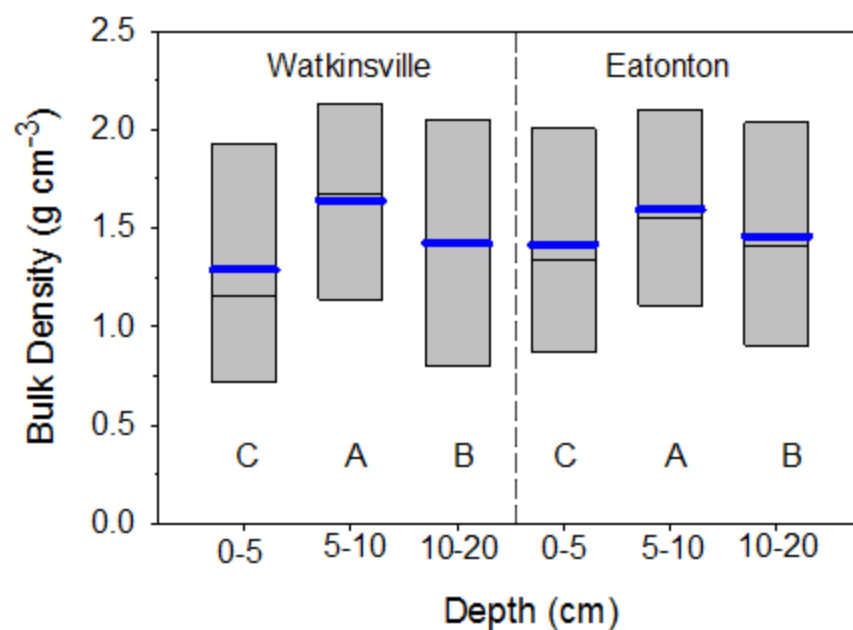 Bulk Density (g cm⁻³)
2.5
2.0
1.5
1.0
0.5
0.0
Watkinsville
Eatonton
C A B C A B
0-5 5-10 10-20 0-5 5-10 10-20
Depth (cm)